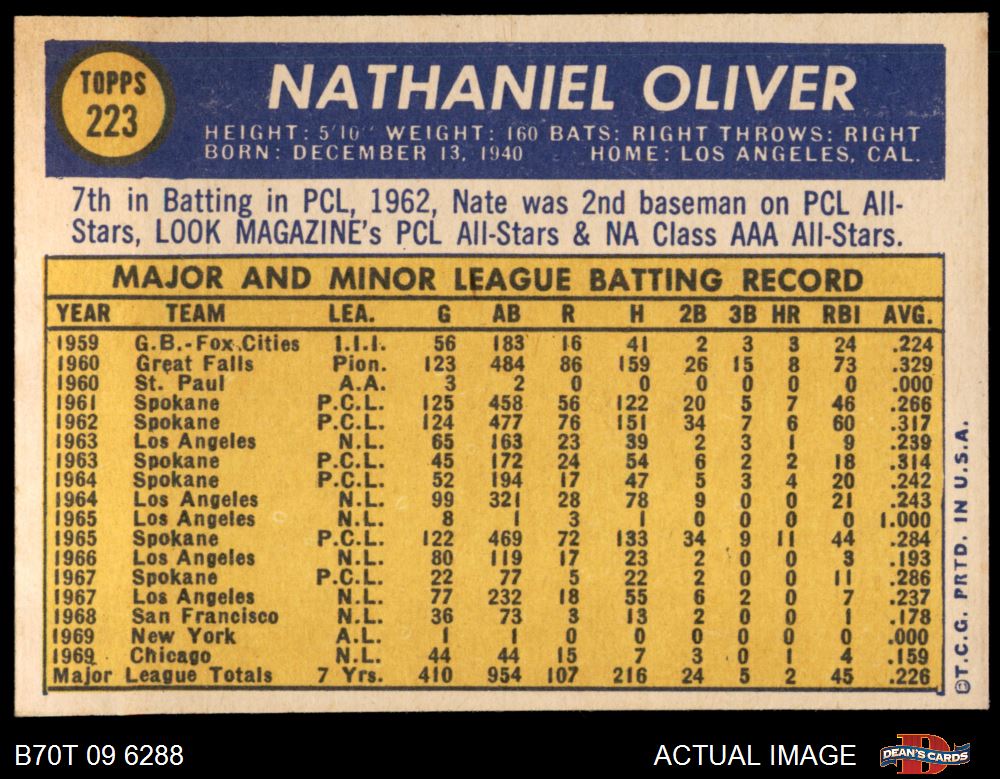 TOPPS
223
NATHANIEL OLIVER
HEIGHT: 5'10" WEIGHT: 160 BATS: RIGHT THROWS: RIGHT
BORN: DECEMBER 13, 1940 HOME: LOS ANGELES, CAL.
7th in Batting in PCL, 1962, Nate was 2nd baseman on PCL All-
Stars, LOOK MAGAZINE's PCL All-Stars & NA Class AAA All-Stars.
MAJOR AND MINOR LEAGUE BATTING RECORD
YEAR TEAM LEA. G AB R H 2B 3B HR RBI AVG.
1959 G.B.-Fox Cities I.I.I. 56 183 16 41 2 3 3 24 .224
1960 Great Falls Pion. 123 484 86 159 26 15 8 73 .329
1960 St. Paul A.A. 3 2 0 0 0 0 0 0 .000
1961 Spokane P.C.L. 125 458 56 122 20 5 7 46 .266
1962 Spokane P.C.L. 124 477 76 151 34 7 6 60 .317
1963 Los Angeles N.L. 65 163 23 39 2 3 1 9 .239
1963 Spokane P.C.L. 45 172 24 54 6 2 2 18 .314
1964 Spokane P.C.L. 52 194 17 47 5 3 4 20 .242
1964 Los Angeles N.L. 99 321 28 78 9 0 0 21 .243
1965 Los Angeles N.L. 8 1 3 1 0 0 0 0 1.000
1965 Spokane P.C.L. 122 469 72 133 34 9 11 44 .284
1966 Los Angeles N.L. 80 119 17 23 2 0 0 3 .193
1967 Spokane P.C.L. 22 77 5 22 2 0 0 11 .286
1967 Los Angeles N.L. 77 232 18 55 6 2 0 7 .237
1968 San Francisco N.L. 36 73 3 13 2 0 0 1 .178
1969 New York A.L. 1 1 0 0 0 0 0 0 .000
1969 Chicago N.L. 44 44 15 7 3 0 1 4 .159
Major League Totals 7 Yrs. 410 954 107 216 24 5 2 45 .226
©T.C.G. PRTD. IN U.S.A.
B70T 09 6288
ACTUAL IMAGE
DEAN'S CARDS